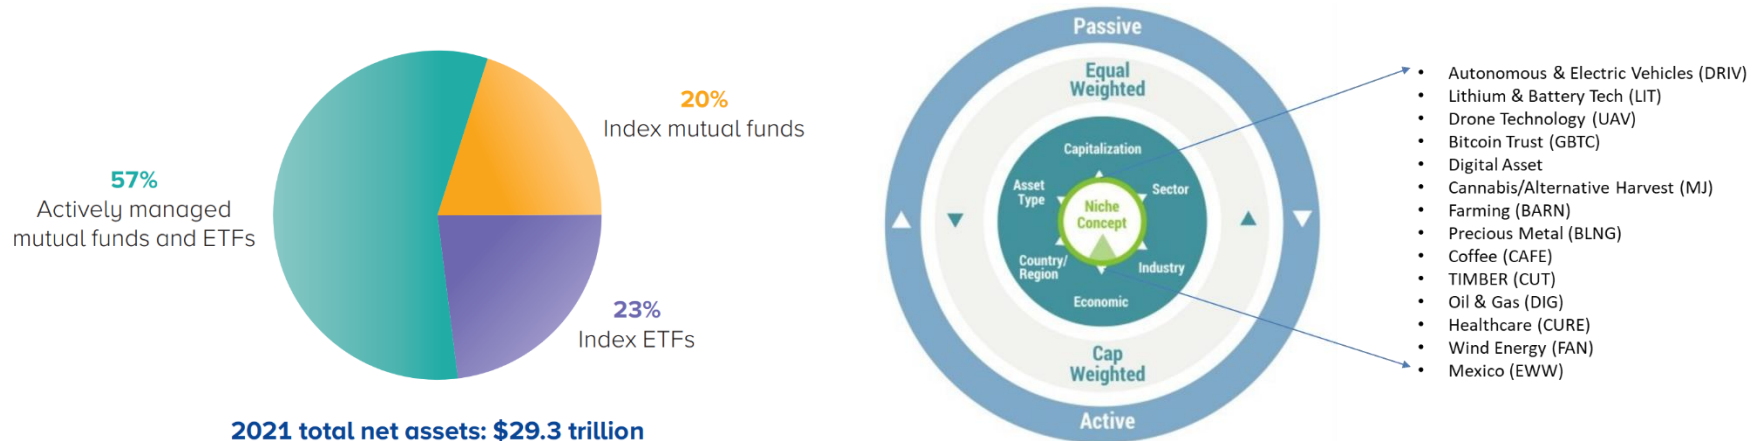 57%
Actively managed
mutual funds and ETFs
20%
Index mutual funds
23%
Index ETFs
2021 total net assets: $29.3 trillion
Passive
Equal
Weighted
Capitalization
Asset
Type
Sector
Niche
Concept
Country/
Region
Industry
Economic
Cap
Weighted
Active
• Autonomous & Electric Vehicles (DRIV)
• Lithium & Battery Tech (LIT)
• Drone Technology (UAV)
• Bitcoin Trust (GBTC)
• Digital Asset
• Cannabis/Alternative Harvest (MJ)
• Farming (BARN)
• Precious Metal (BLNG)
• Coffee (CAFE)
• TIMBER (CUT)
• Oil & Gas (DIG)
• Healthcare (CURE)
• Wind Energy (FAN)
• Mexico (EWW)